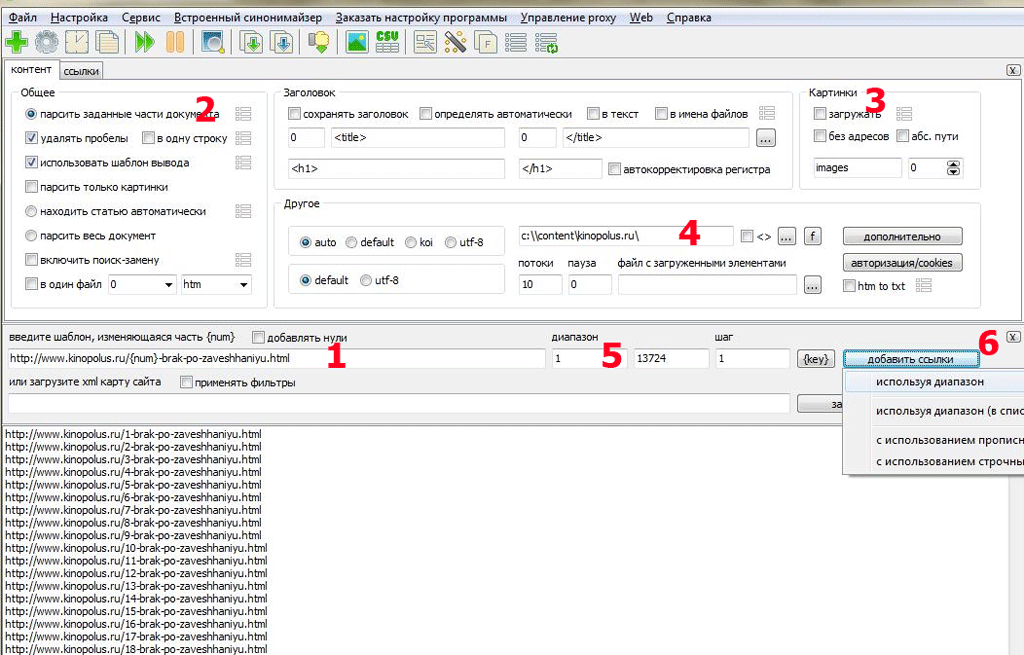 Файл Настройка Сервис Встроенный синонимайзер Заказать настройку программы Управление proxy Web Справка
CSV
F
контент ссылки x
Общее
2
парсить заданные части документа
удалять пробелы в одну строку
использовать шаблон вывода
парсить только картинки
находить статью автоматически
парсить весь документ
включить поиск-замену
в один файл 0 htm
Заголовок
сохранять заголовок определять автоматически в текст в имена файлов
0 <title> 0 </title> ...
<h1> </h1> автокорректировка регистра
Картинки
3
загружать
без адресов абс. пути
images 0
Другое
auto default koi utf-8
default utf-8
c:\\content\kinopolus.ru\ 4 <> ... f
дополнительно
потоки пауза файл с загруженными элементами
авторизация/cookies
10 0 ...
htm to txt
введите шаблон, изменяющаяся часть {num} добавлять нули диапазон шаг 6 x
http://www.kinopolus.ru/{num}-brak-po-zaveshhaniyu.html 1 1 5 13724 1 {key} добавить ссылки
или загрузите xml карту сайта применять фильтры
за
используя диапазон
используя диапазон (в спис
с использованием прописн
с использованием строчны
http://www.kinopolus.ru/1-brak-po-zaveshhaniyu.html
http://www.kinopolus.ru/2-brak-po-zaveshhaniyu.html
http://www.kinopolus.ru/3-brak-po-zaveshhaniyu.html
http://www.kinopolus.ru/4-brak-po-zaveshhaniyu.html
http://www.kinopolus.ru/5-brak-po-zaveshhaniyu.html
http://www.kinopolus.ru/6-brak-po-zaveshhaniyu.html
http://www.kinopolus.ru/7-brak-po-zaveshhaniyu.html
http://www.kinopolus.ru/8-brak-po-zaveshhaniyu.html
http://www.kinopolus.ru/9-brak-po-zaveshhaniyu.html
http://www.kinopolus.ru/10-brak-po-zaveshhaniyu.html
http://www.kinopolus.ru/11-brak-po-zaveshhaniyu.html
http://www.kinopolus.ru/12-brak-po-zaveshhaniyu.html
http://www.kinopolus.ru/13-brak-po-zaveshhaniyu.html
http://www.kinopolus.ru/14-brak-po-zaveshhaniyu.html
http://www.kinopolus.ru/15-brak-po-zaveshhaniyu.html
http://www.kinopolus.ru/16-brak-po-zaveshhaniyu.html
http://www.kinopolus.ru/17-brak-po-zaveshhaniyu.html
http://www.kinopolus.ru/18-brak-po-zaveshhaniyu.html